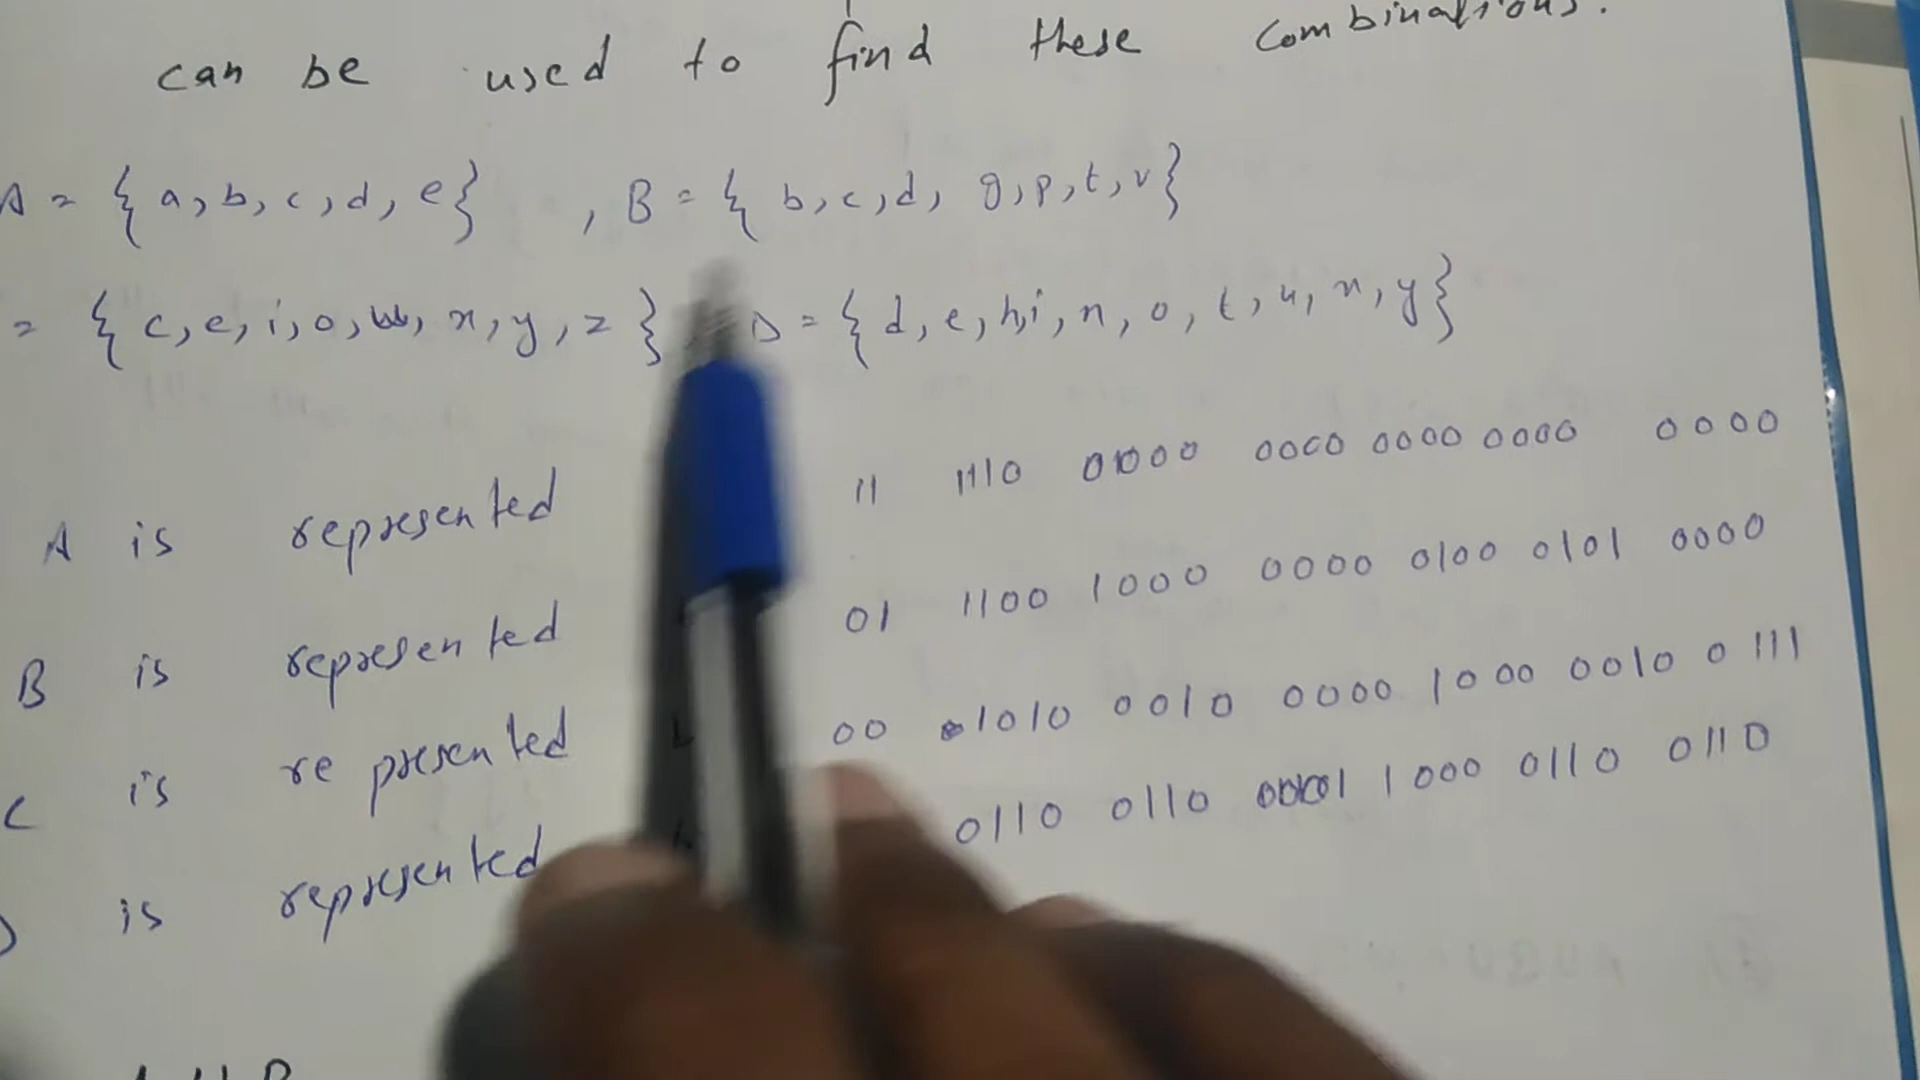 can be used to find these combinations.
A = { a, b, c, d, e } , B = { b, c, d, g, p, t, v }
= { c, e, i, o, u, x, y, z } D = { d, e, h, i, n, o, t, u, x, y }
A is represented 11 1110 0000 0000 0000 0000 0000
B is represented 01 1100 1000 0000 0100 0101 0000
C is represented 00 1010 0010 0000 1000 0010 0111
D is represented 0110 0110 0001 1000 0110 0110